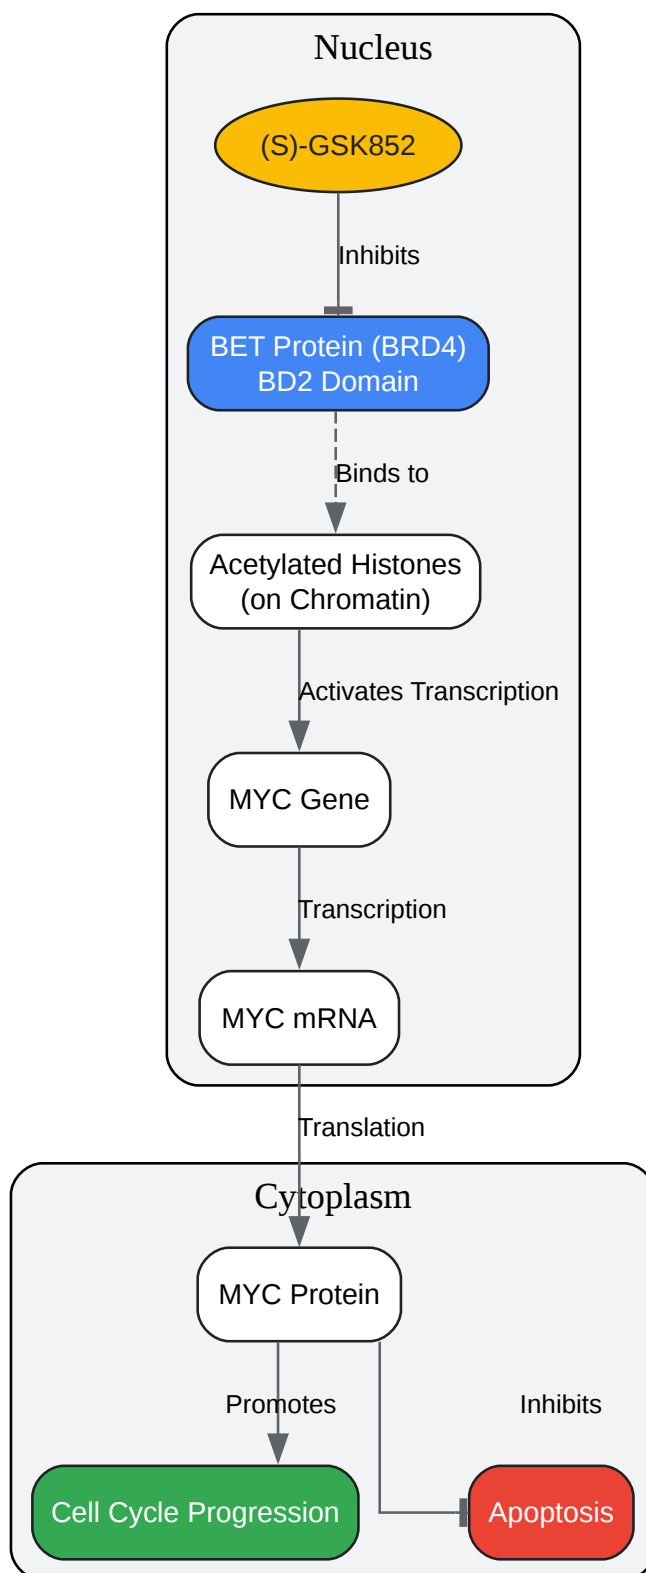 Nucleus
(S)-GSK852
Inhibits
BET Protein (BRD4)
BD2 Domain
Binds to
Acetylated Histones
(on Chromatin)
Activates Transcription
MYC Gene
Transcription
MYC mRNA
Translation
Cytoplasm
MYC Protein
Promotes
Inhibits
Cell Cycle Progression
Apoptosis